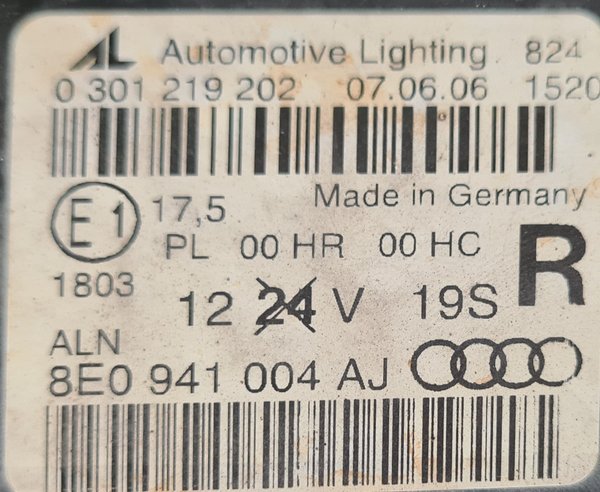 AL Automotive Lighting 824
0 301 219 202 07.06.06 1520
Made in Germany
E1 17,5
PL 00 HR 00 HC R
1803
12 24 V 19S
ALN
8E0 941 004 AJ